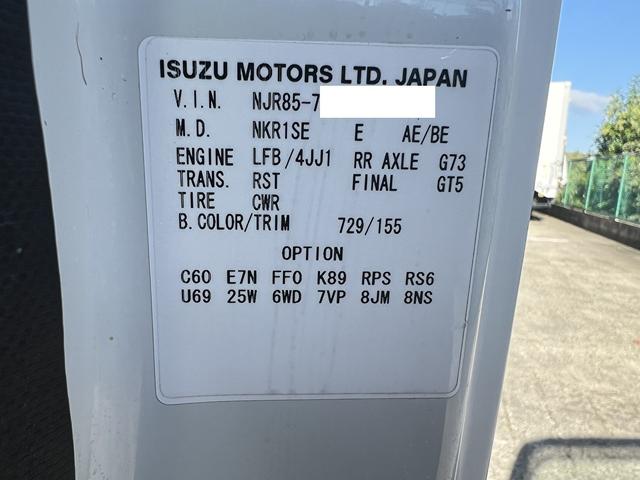 ISUZU MOTORS LTD. JAPAN
V.I.N. NJR85-7
M.D. NKR1SE E AE/BE
ENGINE LFB/4JJ1 RR AXLE G73
TRANS. RST FINAL GT5
TIRE CWR
B.COLOR/TRIM 729/155
OPTION
C60 E7N FF0 K89 RPS RS6
U69 25W 6WD 7VP 8JM 8NS